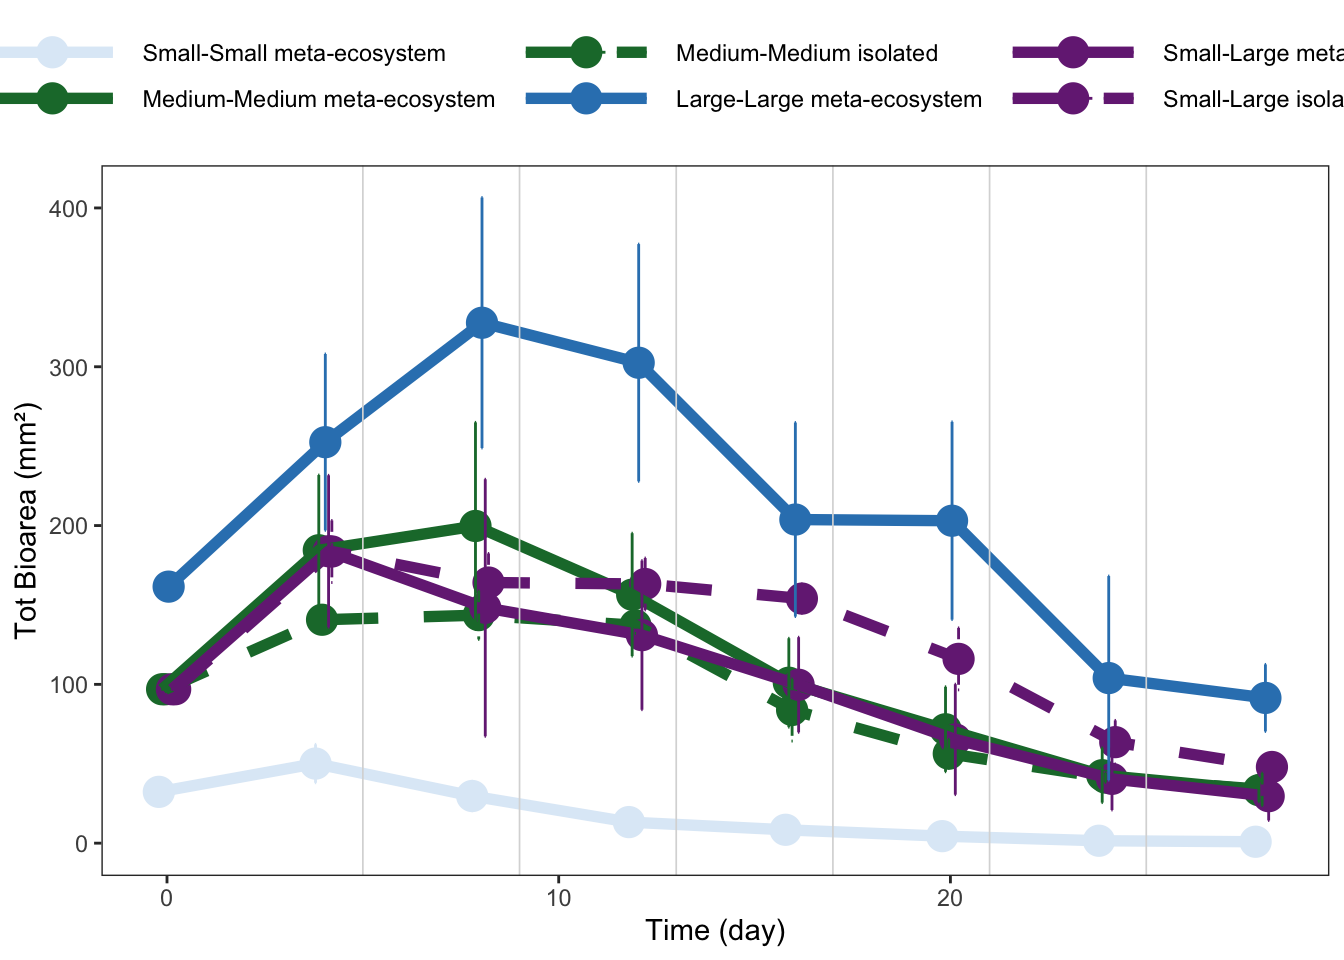 Small-Small meta-ecosystem
Medium-Medium isolated
Small-Large meta
Medium-Medium meta-ecosystem
Large-Large meta-ecosystem
Small-Large isola
400
300
200
100
0
Tot Bioarea (mm²)
0
10
20
Time (day)